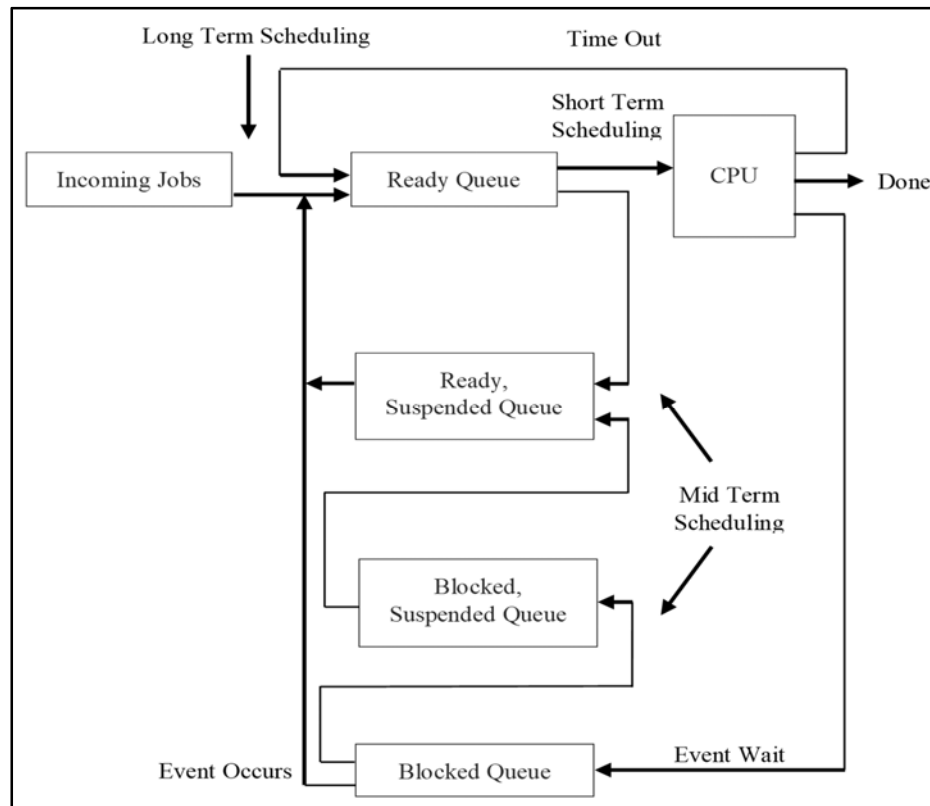 Long Term Scheduling
Time Out
Short Term
Scheduling
Incoming Jobs
Ready Queue
CPU
Done
Ready,
Suspended Queue
Mid Term
Scheduling
Blocked,
Suspended Queue
Event Wait
Event Occurs
Blocked Queue